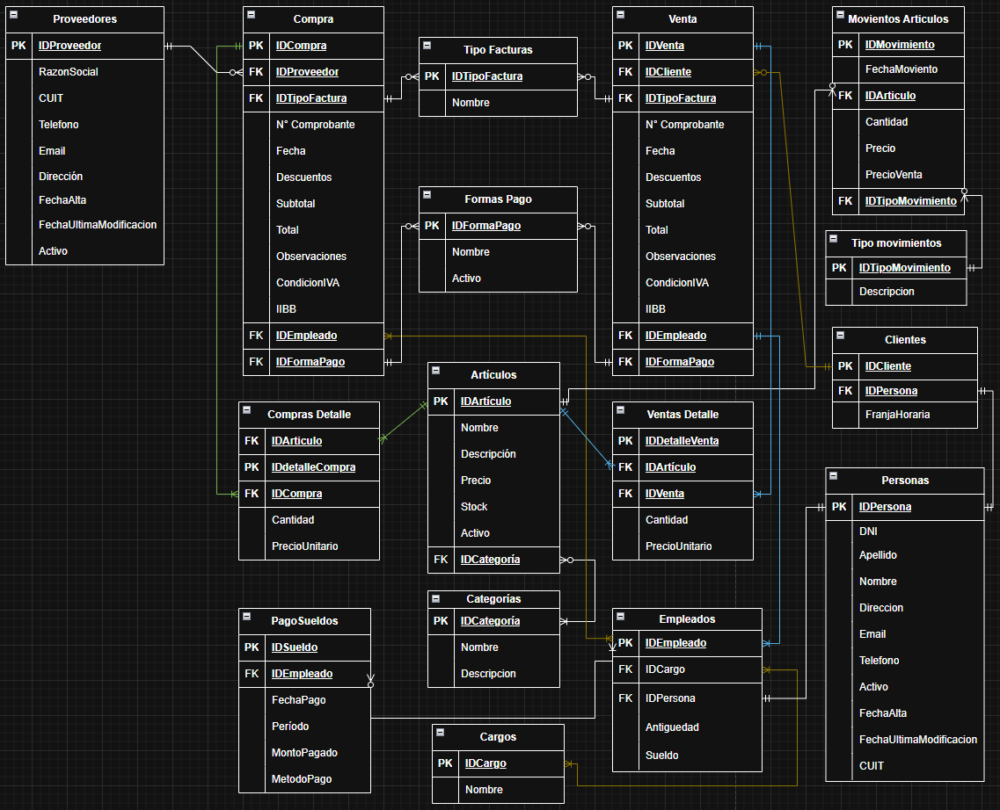 Proveedores
PK IDProveedor
RazonSocial
CUIT
Telefono
Email
Dirección
FechaAlta
FechaUltimaModificacion
Activo
Compra
PK IDCompra
FK IDProveedor
FK IDTipoFactura
N° Comprobante
Fecha
Descuentos
Subtotal
Total
Observaciones
CondicionIVA
IIBB
FK IDEmpleado
FK IDFormaPago
Tipo Facturas
PK IDTipoFactura
Nombre
Formas Pago
PK IDFormaPago
Nombre
Activo
Venta
PK IDVenta
FK IDCliente
FK IDTipoFactura
N° Comprobante
Fecha
Descuentos
Subtotal
Total
Observaciones
CondicionIVA
IIBB
FK IDEmpleado
FK IDFormaPago
Movientos Articulos
PK IDMovimiento
FechaMoviento
FK IDArticulo
Cantidad
Precio
PrecioVenta
FK IDTipoMovimiento
Tipo movimientos
PK IDTipoMovimiento
Descripcion
Clientes
PK IDCliente
FK IDPersona
FranjaHoraria
Compras Detalle
FK IDArticulo
PK IDdetalleCompra
FK IDCompra
Cantidad
PrecioUnitario
Artículos
PK IDArtículo
Nombre
Descripción
Precio
Stock
Activo
FK IDCategoría
Ventas Detalle
PK IDDetalleVenta
FK IDArtículo
FK IDVenta
Cantidad
PrecioUnitario
Personas
PK IDPersona
DNI
Apellido
Nombre
Direccion
Email
Telefono
Activo
FechaAlta
FechaUltimaModificacion
CUIT
PagoSueldos
PK IDSueldo
FK IDEmpleado
FechaPago
Período
MontoPagado
MetodoPago
Categorías
PK IDCategoría
Nombre
Descripcion
Empleados
PK IDEmpleado
FK IDCargo
FK IDPersona
Antiguedad
Sueldo
Cargos
PK IDCargo
Nombre